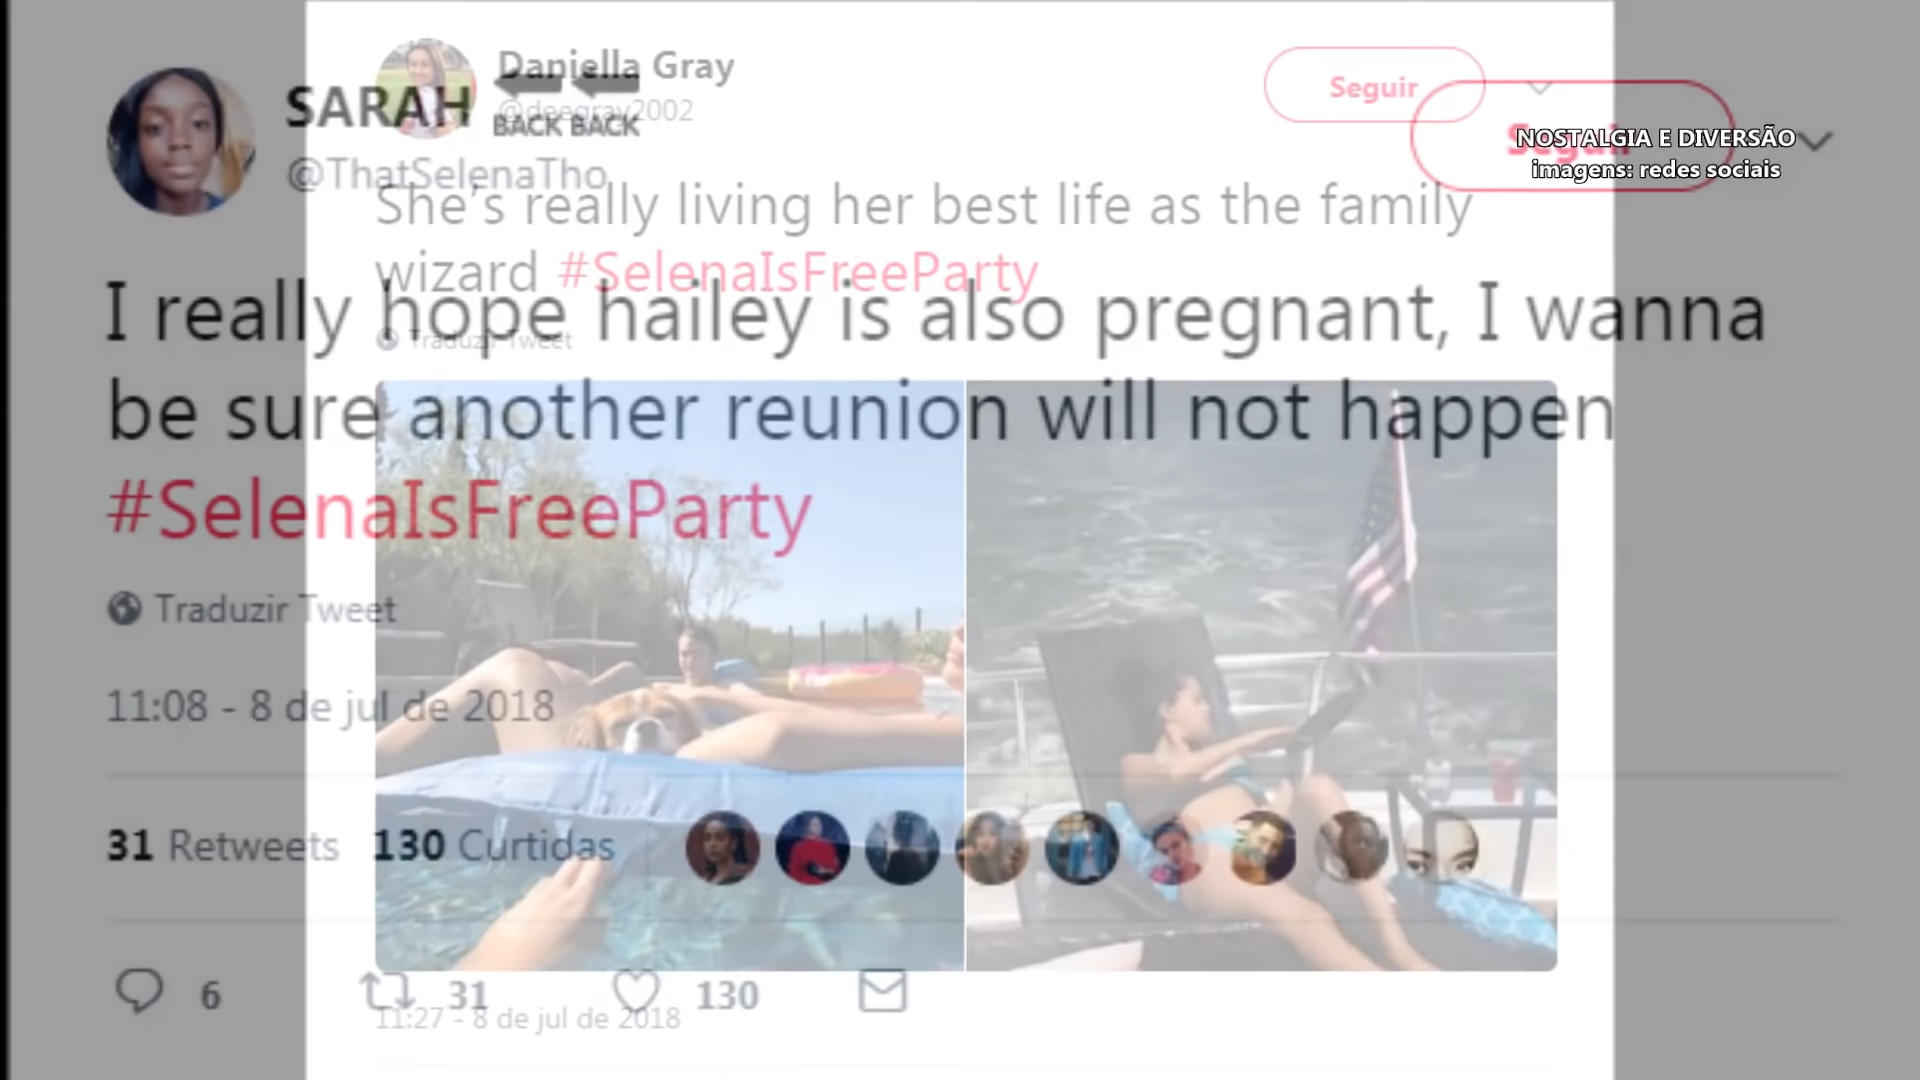 SARAH
BACK BACK
@ThatSelenaTho
Seguir
I really hope hailey is also pregnant, I wanna
be sure another reunion will not happen
#SelenaIsFreeParty
Traduzir Tweet
11:08 - 8 de jul de 2018
31 Retweets 130 Curtidas
6 31 130
Daniella Gray
@deegray2002
Seguir
She's really living her best life as the family
wizard #SelenaIsFreeParty
Traduzir Tweet
11:27 - 8 de jul de 2018
NOSTALGIA E DIVERSÃO
imagens: redes sociais